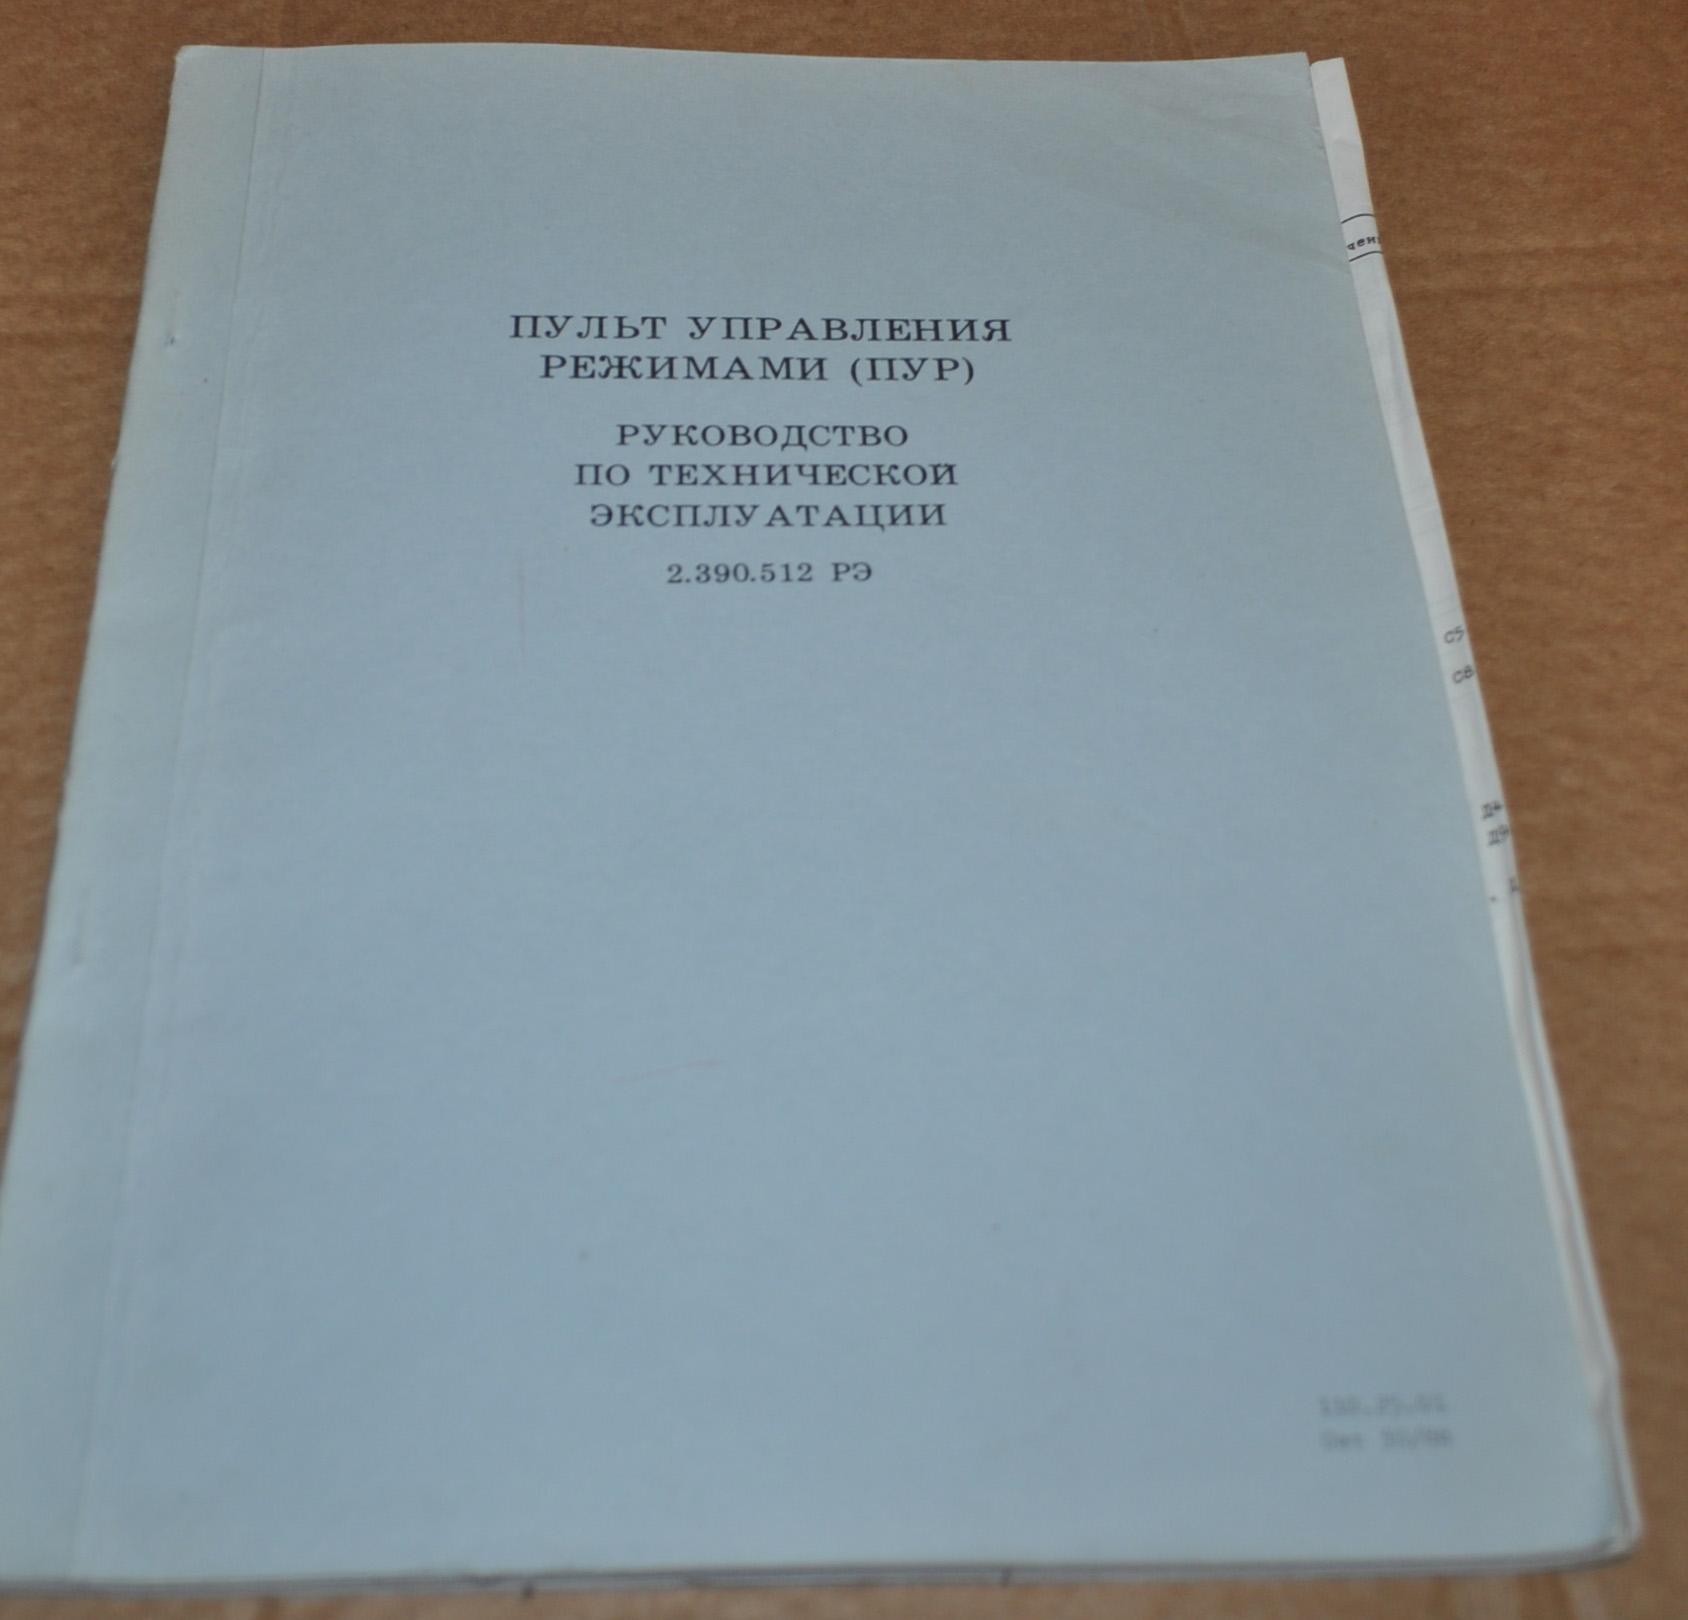 ПУЛЬТ УПРАВЛЕНИЯ
РЕЖИМАМИ (ПУР)
РУКОВОДСТВО
ПО ТЕХНИЧЕСКОЙ
ЭКСПЛУАТАЦИИ
2.390.512 РЭ